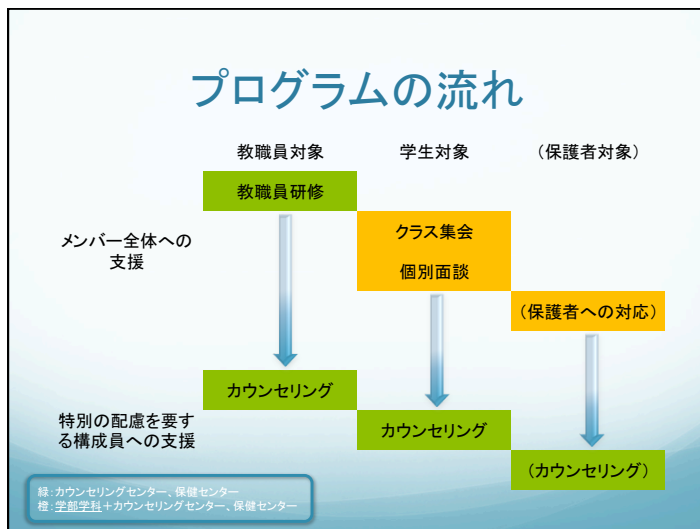 プログラムの流れ
教職員対象
学生対象
(保護者対象)
教職員研修
メンバー全体への
支援
クラス集会
個別面談
(保護者への対応)
カウンセリング
特別の配慮を要す
る構成員への支援
カウンセリング
(カウンセリング)
緑:カウンセリングセンター、保健センター
橙:学部学科+カウンセリングセンター、保健センター